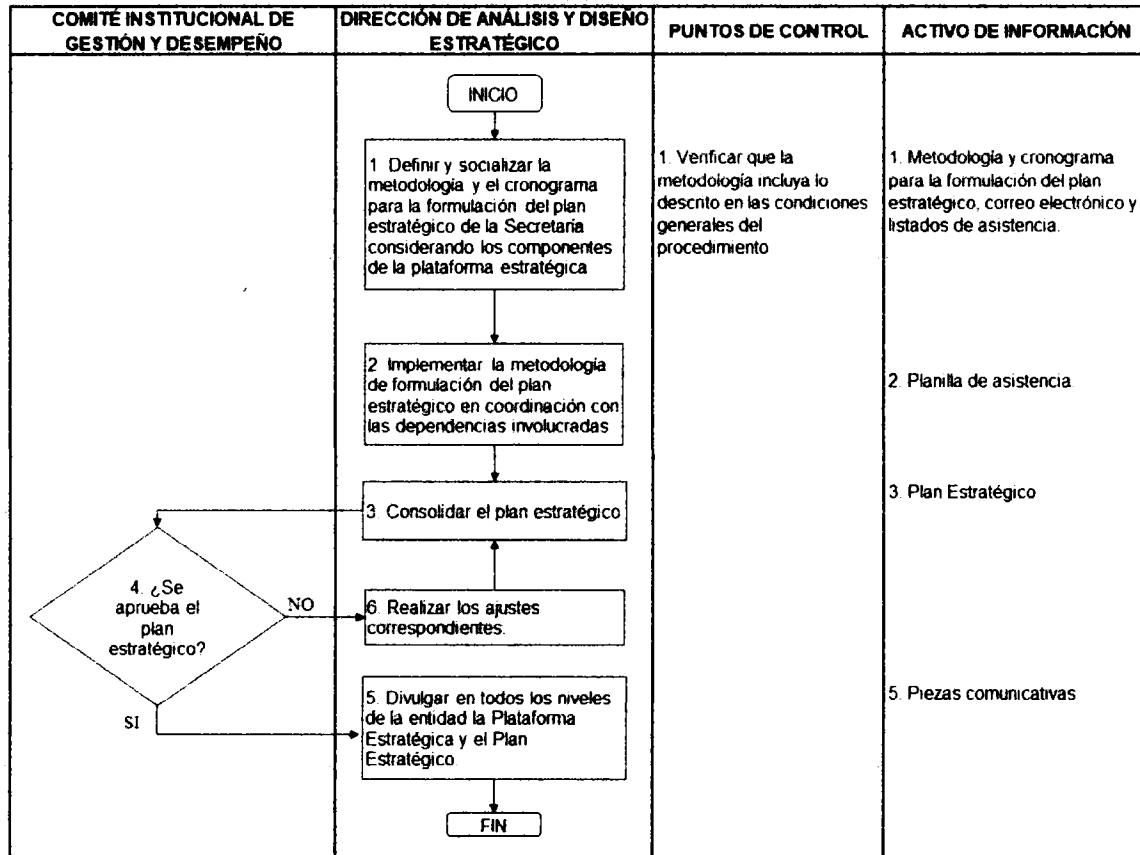 COMITÉ INSTITUCIONAL DE
GESTIÓN Y DESEMPEÑO
DIRECCIÓN DE ANÁLISIS Y DISEÑO
ESTRATÉGICO
PUNTOS DE CONTROL
ACTIVO DE INFORMACIÓN
INICIO
1 Definir y socializar la
metodología y el cronograma
para la formulación del plan
estratégico de la Secretaría
considerando los componentes
de la plataforma estratégica
1. Verificar que la
metodología incluya lo
descrito en las condiciones
generales del
procedimiento
1. Metodología y cronograma
para la formulación del plan
estratégico, correo electrónico y
listados de asistencia.
2 Implementar la metodología
de formulación del plan
estratégico en coordinación con
las dependencias involucradas
2. Planilla de asistencia
3. Consolidar el plan estratégico
3. Plan Estratégico
4. ¿Se
aprueba el
plan
estratégico?
NO
6. Realizar los ajustes
correspondientes.
SI
5. Divulgar en todos los niveles
de la entidad la Plataforma
Estratégica y el Plan
Estratégico
5. Piezas comunicativas
FIN